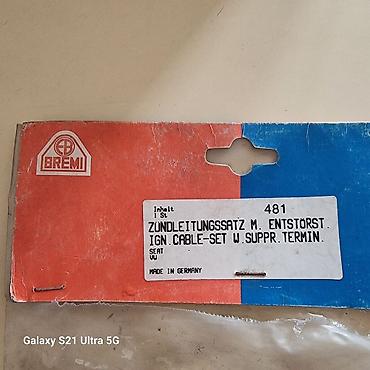 BREMI
Inhalt 481
1 St
ZÜNDLEITUNGSSATZ M. ENTSTÖRST.
IGN.CABLE-SET W.SUPPR.TERMIN.
SEAT
VW
MADE IN GERMANY
Galaxy S21 Ultra 5G